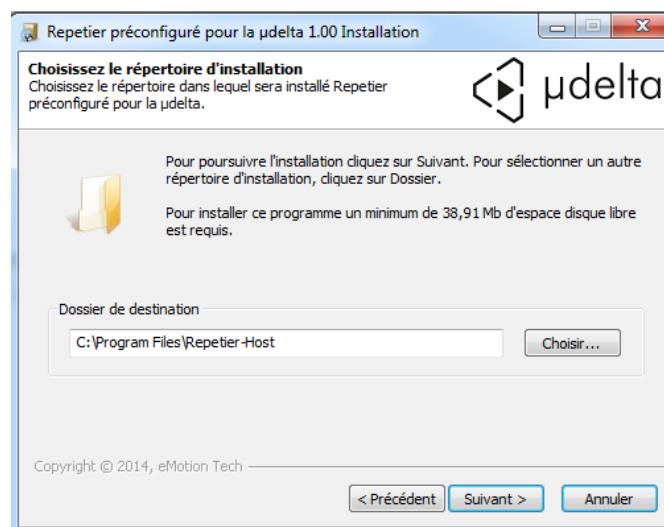 Repetier préconfiguré pour la µdelta 1.00 Installation
Choisissez le répertoire d'installation
Choisissez le répertoire dans lequel sera installé Repetier
préconfiguré pour la µdelta.
µdelta
Pour poursuivre l'installation cliquez sur Suivant. Pour sélectionner un autre
répertoire d'installation, cliquez sur Dossier.
Pour installer ce programme un minimum de 38,91 Mb d'espace disque libre
est requis.
Dossier de destination
C:\Program Files\Repetier-Host
Choisir...
Copyright © 2014, eMotion Tech
< Précédent
Suivant >
Annuler